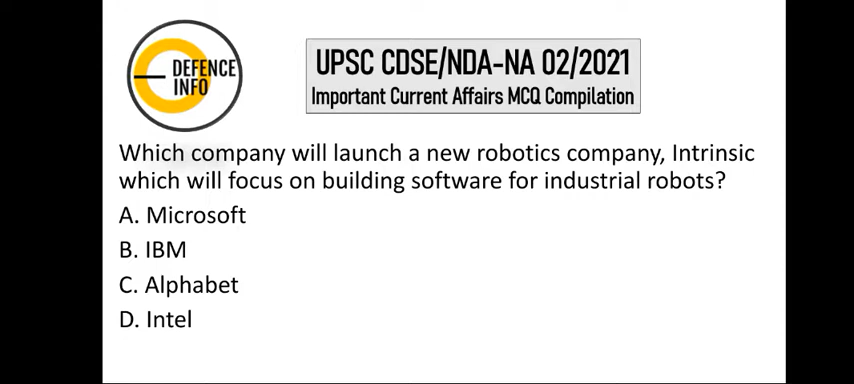 DEFENCE
INFO
UPSC CDSE/NDA-NA 02/2021
Important Current Affairs MCQ Compilation
Which company will launch a new robotics company, Intrinsic
which will focus on building software for industrial robots?
A. Microsoft
B. IBM
C. Alphabet
D. Intel